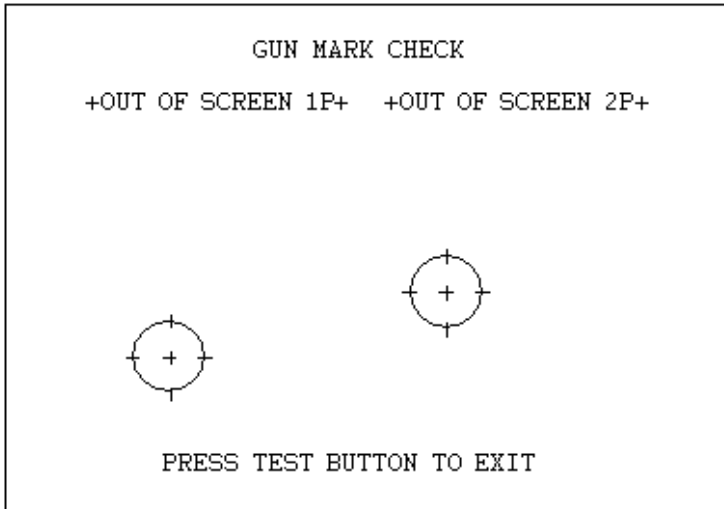 GUN MARK CHECK
+OUT OF SCREEN 1P+ +OUT OF SCREEN 2P+
PRESS TEST BUTTON TO EXIT